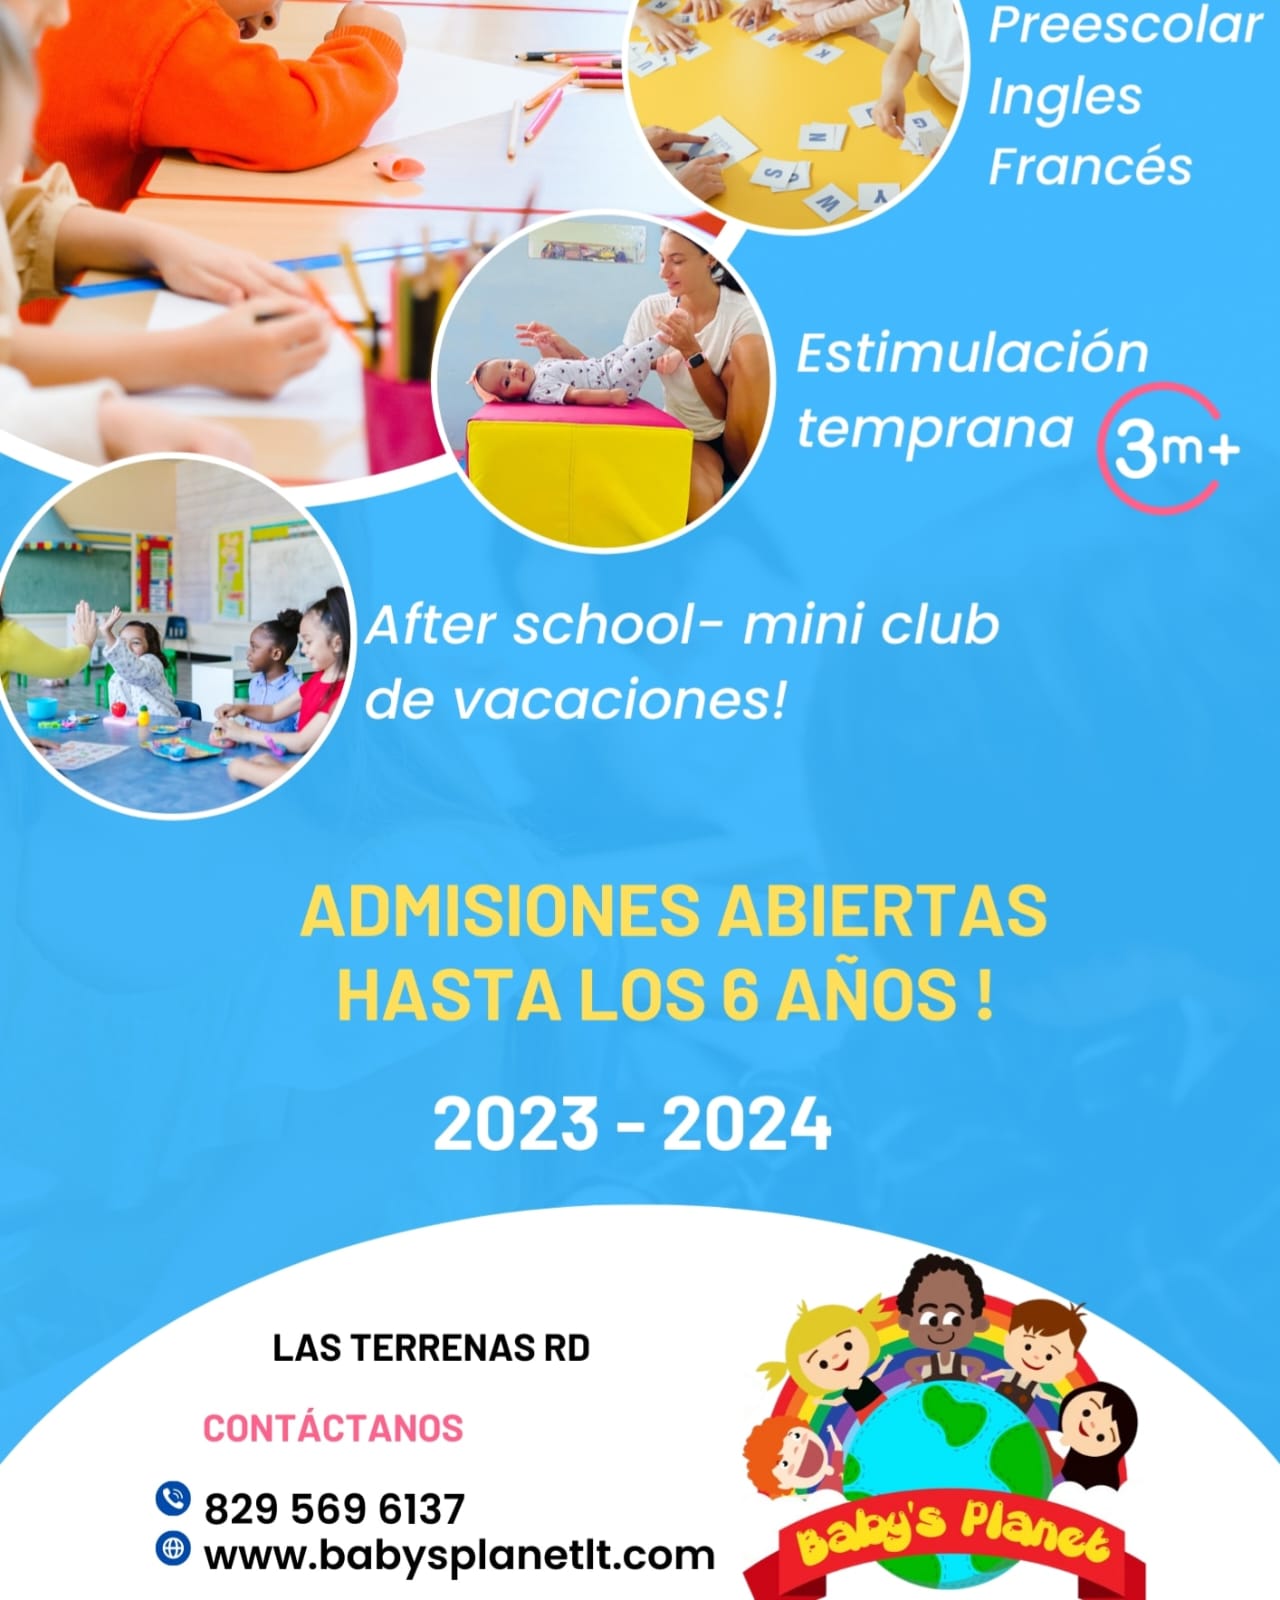 Preescolar
Ingles
Francés
Estimulación
temprana 3m+
After school- mini club
de vacaciones!
ADMISIONES ABIERTAS
HASTA LOS 6 AÑOS !
2023 - 2024
LAS TERRENAS RD
CONTÁCTANOS
829 569 6137
www.babysplanetlt.com
Baby's Planet